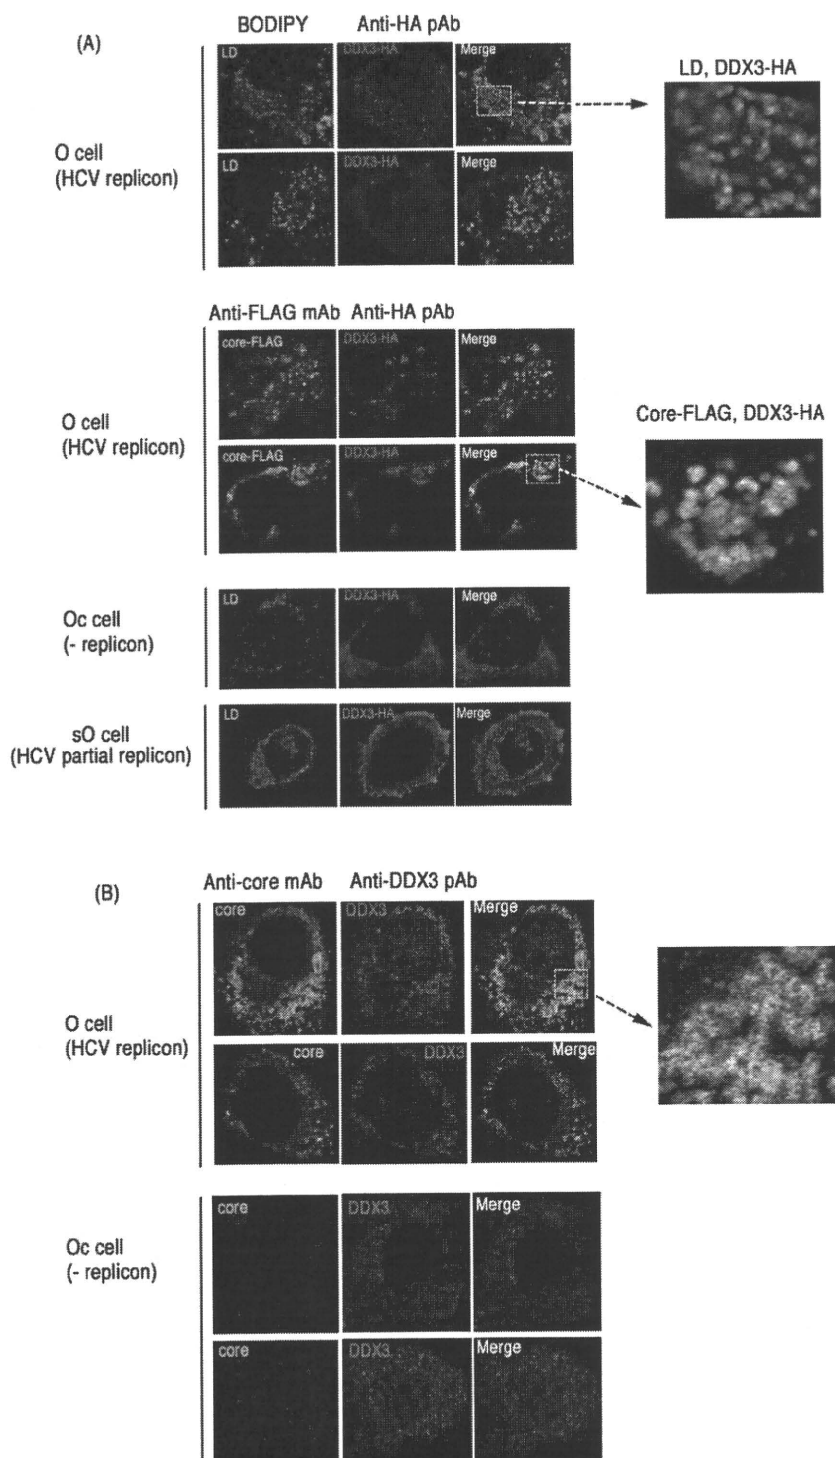 (A)
BODIPY Anti-HA pAb
LD DDX3-HA Merge
LD, DDX3-HA
O cell
(HCV replicon)
LD DDX3-HA Merge
Anti-FLAG mAb Anti-HA pAb
core-FLAG DDX3-HA Merge
Core-FLAG, DDX3-HA
O cell
(HCV replicon)
core-FLAG DDX3-HA Merge
Oc cell
(- replicon)
LD DDX3-HA Merge
sO cell
(HCV partial replicon)
LD DDX3-HA Merge
(B)
Anti-core mAb Anti-DDX3 pAb
core DDX3 Merge
O cell
(HCV replicon)
core DDX3 Merge
Oc cell
(- replicon)
core DDX3 Merge
core DDX3 Merge